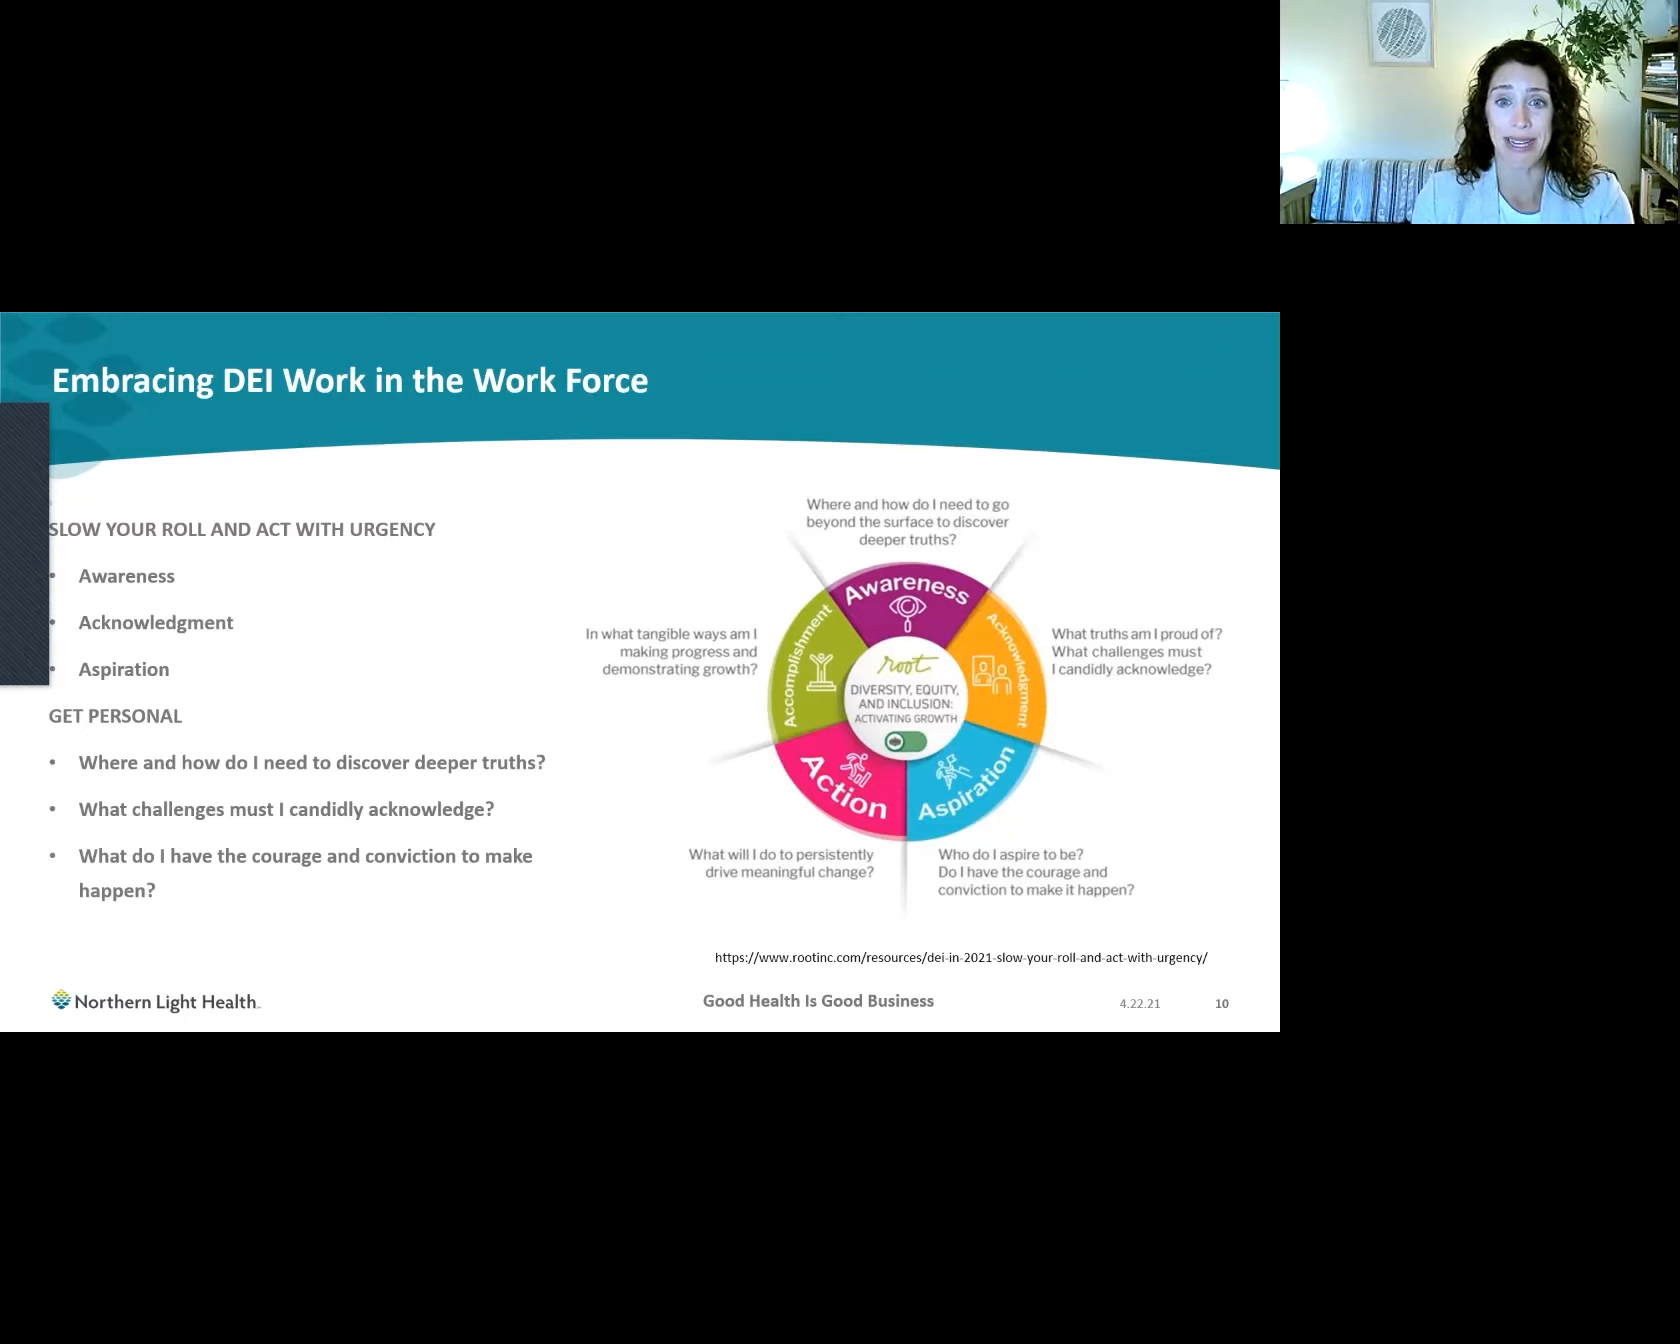 Embracing DEI Work in the Work Force
SLOW YOUR ROLL AND ACT WITH URGENCY
• Awareness
• Acknowledgment
• Aspiration
GET PERSONAL
• Where and how do I need to discover deeper truths?
• What challenges must I candidly acknowledge?
• What do I have the courage and conviction to make
happen?
Where and how do I need to go
beyond the surface to discover
deeper truths?
Awareness
What truths am I proud of?
What challenges must
I candidly acknowledge?
Acknowledgment
Who do I aspire to be?
Do I have the courage and
conviction to make it happen?
Aspiration
What will I do to persistently
drive meaningful change?
Action
In what tangible ways am I
making progress and
demonstrating growth?
Accomplishment
root
DIVERSITY, EQUITY,
AND INCLUSION:
ACTIVATING GROWTH
https://www.rootinc.com/resources/dei-in-2021-slow-your-roll-and-act-with-urgency/
Northern Light Health
Good Health Is Good Business
4.22.21
10